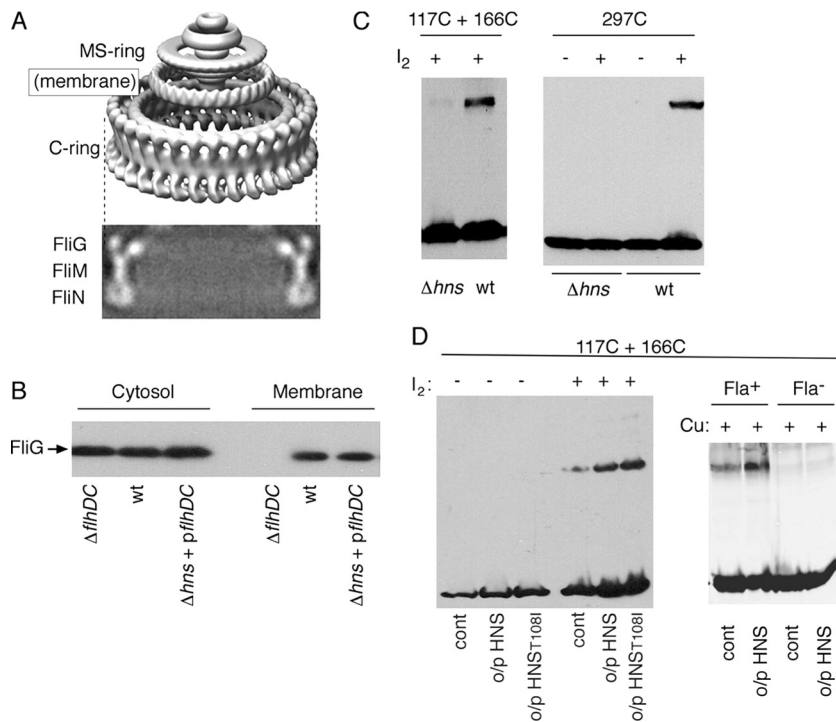 A
MS-ring
(membrane)
C-ring
FliG
FliM
FliN
B
Cytosol Membrane
FliG
ΔflhDC wt Δhns + pflhDC ΔflhDC wt Δhns + pflhDC
C
117C + 166C 297C
I2 + + - + - +
Δhns wt Δhns wt
D
117C + 166C
I2: - - - + + +
Fla+ Fla-
Cu: + + + +
cont o/p HNS o/p HNST108I cont o/p HNS o/p HNST108I
cont o/p HNS cont o/p HNS